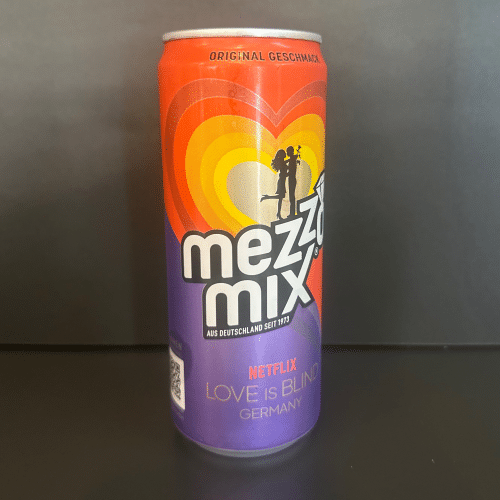 ORIGINAL GESCHMACK
mezzo
mix®
AUS DEUTSCHLAND SEIT 1973
NETFLIX
LOVE IS BLIND
GERMANY